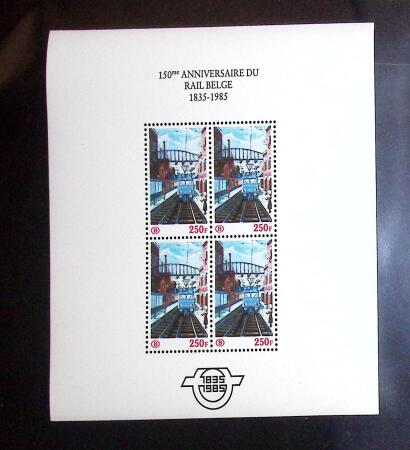 150me ANNIVERSAIRE DU
RAIL BELGE
1835-1985
B 250F
B 250F
B 250F
B 250F
1835
1985